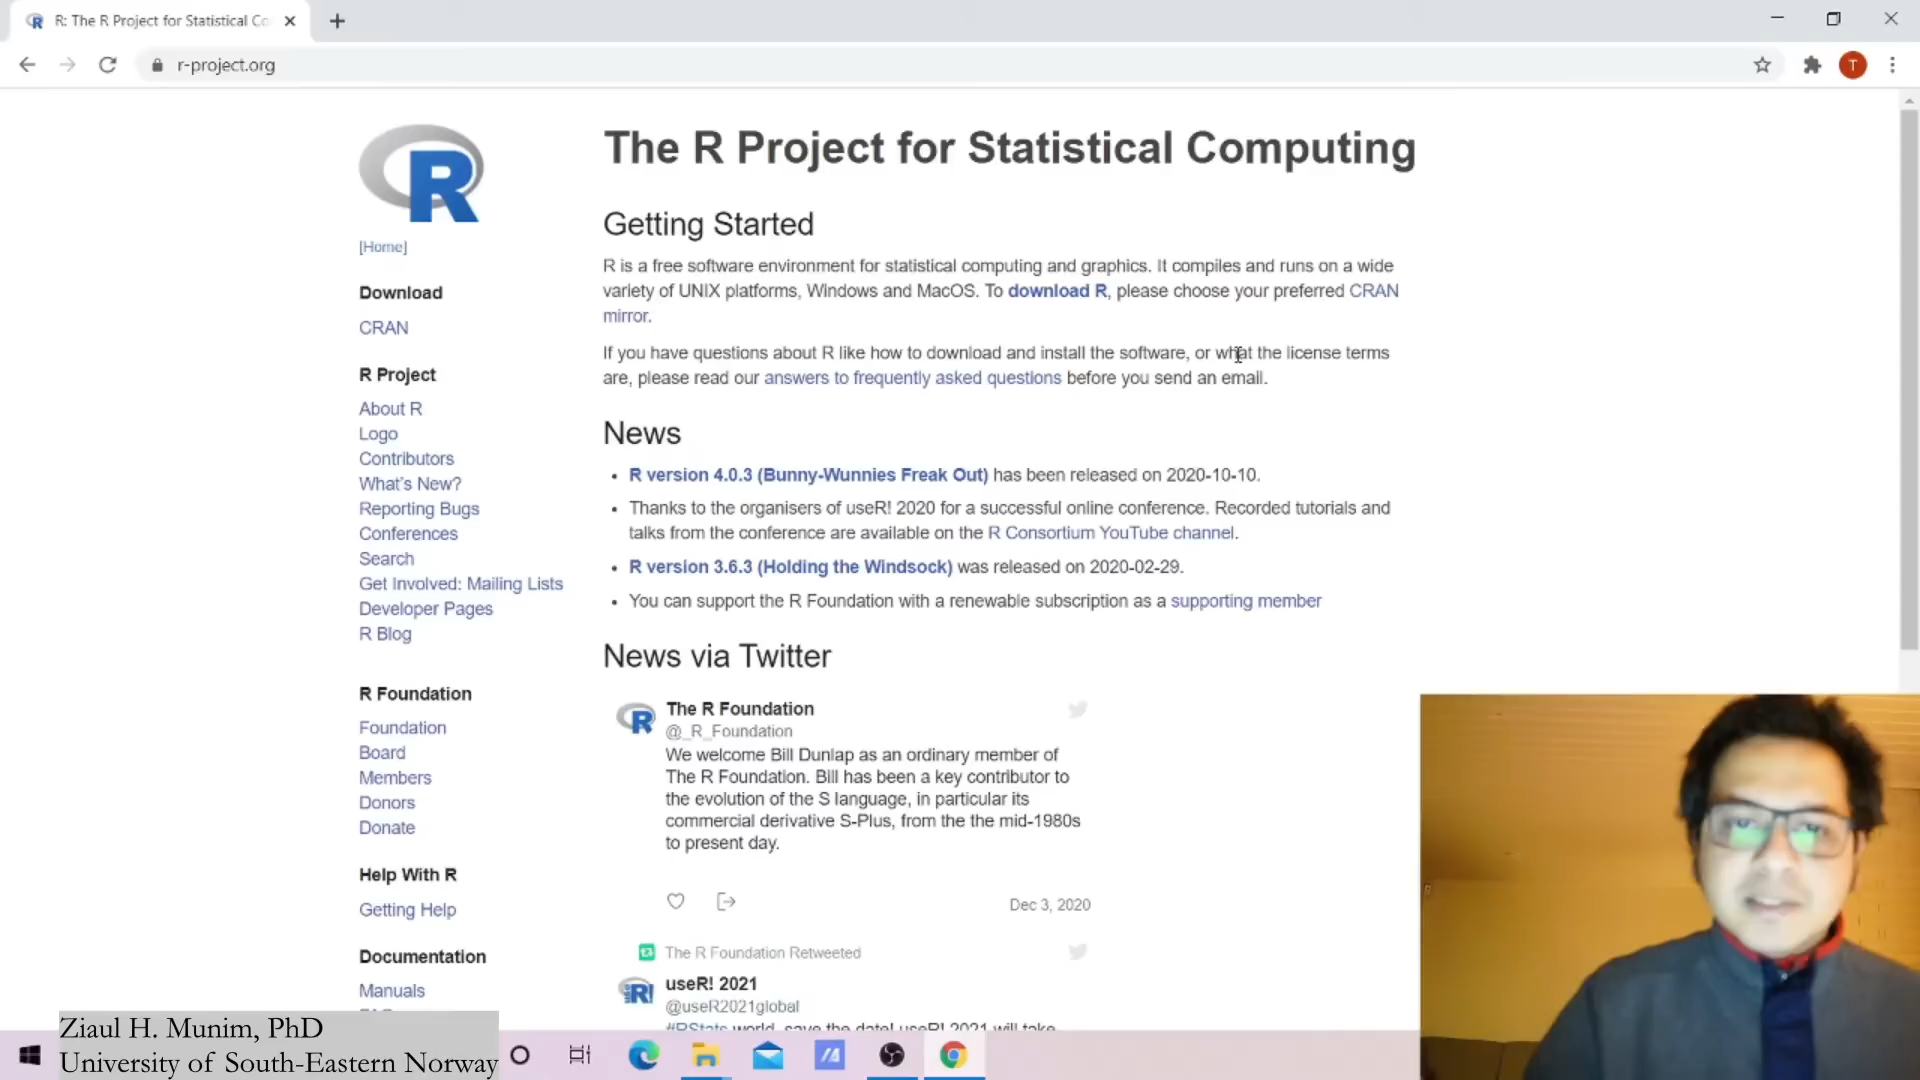 R: The R Project for Statistical Co
r-project.org
T
The R Project for Statistical Computing
R
[Home]
Download
CRAN
R Project
About R
Logo
Contributors
What's New?
Reporting Bugs
Conferences
Search
Get Involved: Mailing Lists
Developer Pages
R Blog
R Foundation
Foundation
Board
Members
Donors
Donate
Help With R
Getting Help
Documentation
Manuals
Getting Started
R is a free software environment for statistical computing and graphics. It compiles and runs on a wide
variety of UNIX platforms, Windows and MacOS. To download R, please choose your preferred CRAN
mirror.
If you have questions about R like how to download and install the software, or what the license terms
are, please read our answers to frequently asked questions before you send an email.
News
• R version 4.0.3 (Bunny-Wunnies Freak Out) has been released on 2020-10-10.
• Thanks to the organisers of useR! 2020 for a successful online conference. Recorded tutorials and
talks from the conference are available on the R Consortium YouTube channel.
• R version 3.6.3 (Holding the Windsock) was released on 2020-02-29.
• You can support the R Foundation with a renewable subscription as a supporting member
News via Twitter
The R Foundation
@_R_Foundation
We welcome Bill Dunlap as an ordinary member of
The R Foundation. Bill has been a key contributor to
the evolution of the S language, in particular its
commercial derivative S-Plus, from the the mid-1980s
to present day.
Dec 3, 2020
The R Foundation Retweeted
useR! 2021
@useR2021global
#RStats world, save the date! useR! 2021 will take
Ziaul H. Munim, PhD
University of South-Eastern Norway